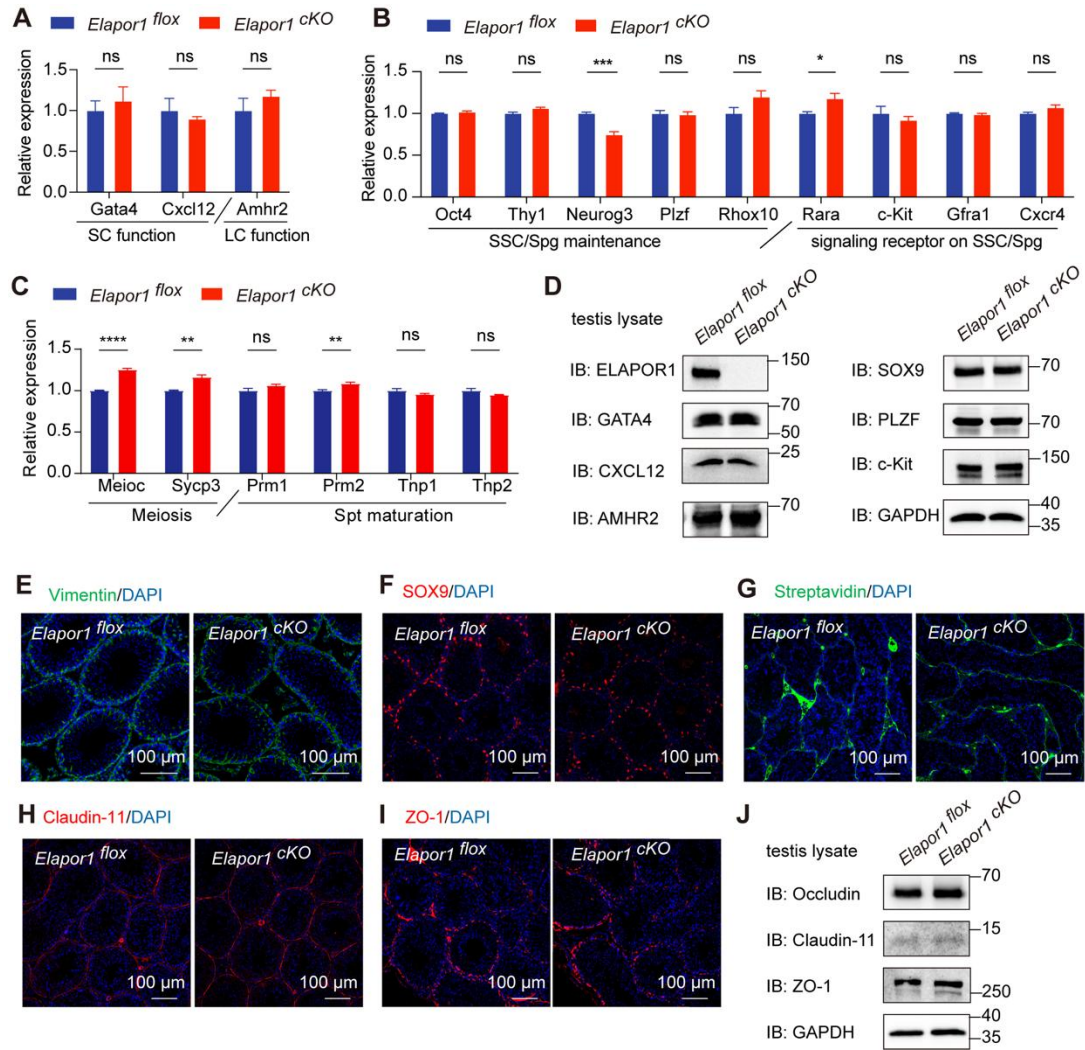 A
Elapor1 flox Elapor1 cKO
Relative expression
1.5
1.0
0.5
0.0
ns ns ns
Gata4 Cxcl12 Amhr2
SC function LC function
B
Elapor1 flox Elapor1 cKO
Relative expression
1.5
1.0
0.5
0.0
ns ns *** ns ns * ns ns ns
Oct4 Thy1 Neurog3 Plzf Rhox10 Rara c-Kit Gfra1 Cxcr4
SSC/Spg maintenance signaling receptor on SSC/Spg
C
Elapor1 flox Elapor1 cKO
Relative expression
1.5
1.0
0.5
0.0
**** ** ns ** ns ns
Meioc Sycp3 Prm1 Prm2 Tnp1 Tnp2
Meiosis Spt maturation
D
testis lysate
Elapor1 flox
Elapor1 cKO
IB: ELAPOR1
150
IB: GATA4
70
50
IB: CXCL12
25
IB: AMHR2
70
Elapor1 flox
Elapor1 cKO
IB: SOX9
70
IB: PLZF
70
IB: c-Kit
150
IB: GAPDH
40
35
E
Vimentin/DAPI
Elapor1 flox
Elapor1 cKO
100 μm
100 μm
F
SOX9/DAPI
Elapor1 flox
Elapor1 cKO
100 μm
100 μm
G
Streptavidin/DAPI
Elapor1 flox
Elapor1 cKO
100 μm
100 μm
H
Claudin-11/DAPI
Elapor1 flox
Elapor1 cKO
100 μm
100 μm
I
ZO-1/DAPI
Elapor1 flox
Elapor1 cKO
100 μm
100 μm
J
testis lysate
Elapor1 flox
Elapor1 cKO
IB: Occludin
70
IB: Claudin-11
15
IB: ZO-1
250
IB: GAPDH
40
35